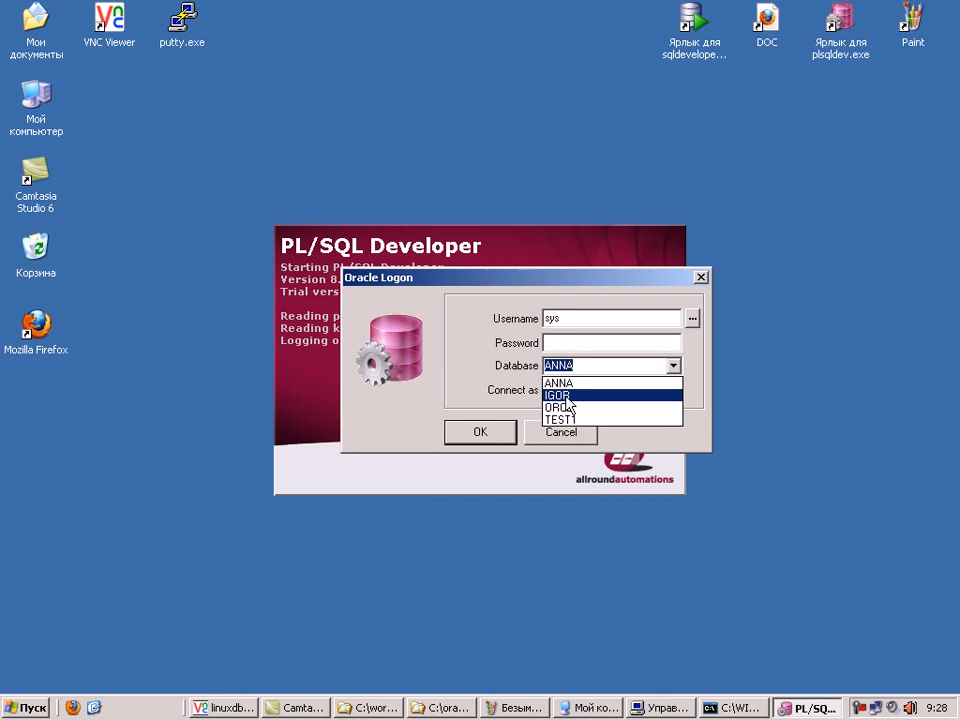 Мои
документы
VNC Viewer
putty.exe
Ярлык для
sqldevelope...
DOC
Ярлык для
plsqldev.exe
Paint
Мой
компьютер
Camtasia
Studio 6
Корзина
Mozilla Firefox
PL/SQL Developer
Version 8.
Trial vers
Reading p
Reading k
Logging o
Oracle Logon
Username sys
Password
Database ANNA
ANNA
Connect as
IGOR
TEST1
OK
Cancel
allroundautomations
Пуск
linuxdb...
Camta...
C:\wor...
C:\ora...
Безым...
Мой ко...
Управ...
C:\WI...
PL/SQ...
9:28